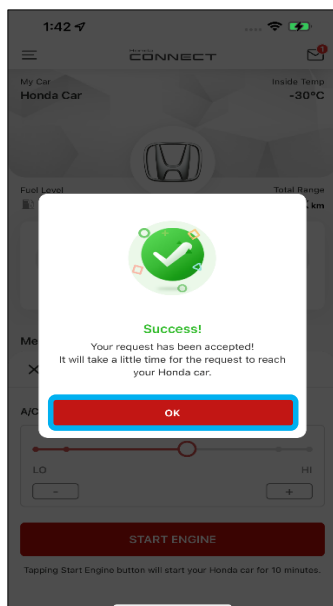 1:42
CONNECT
1
My Car
Inside Temp
Honda Car
-30°C
Fuel Level
Total Range
km
Success!
Your request has been accepted!
It will take a little time for the request to reach
your Honda car.
Me
OK
A/C
LO
HI
-
+
START ENGINE
Tapping Start Engine button will start your Honda car for 10 minutes.